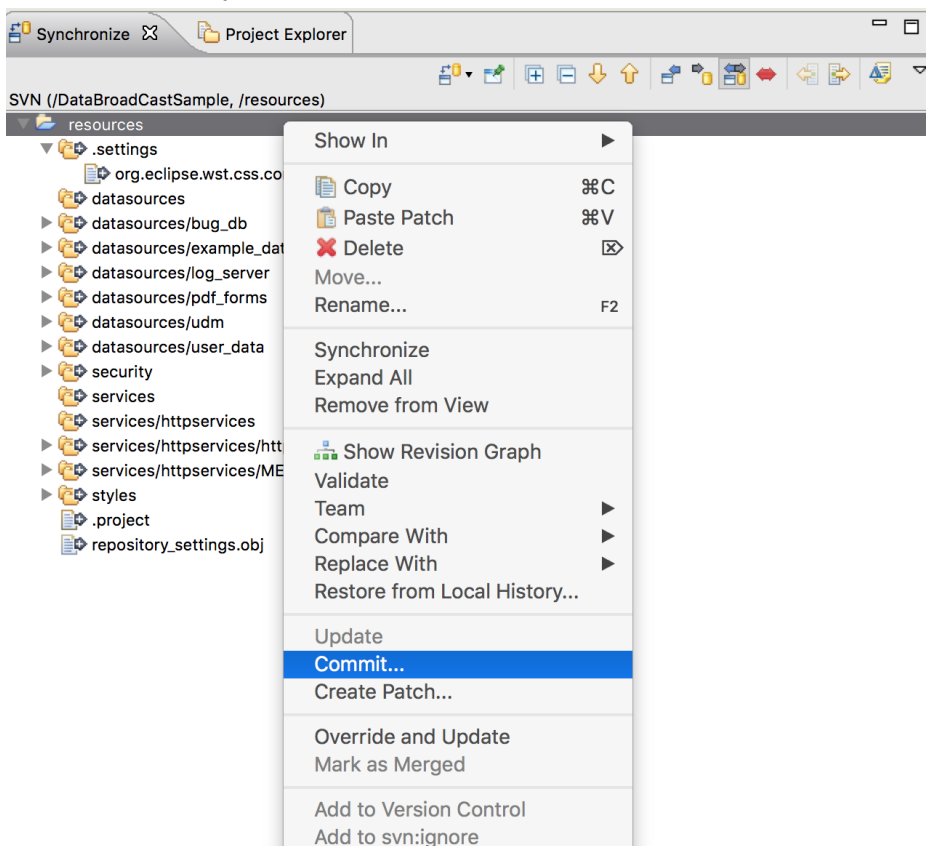 Synchronize
Project Explorer
SVN (/DataBroadCastSample, /resources)
resources
.settings
org.eclipse.wst.css.co
datasources
datasources/bug_db
datasources/example_dat
datasources/log_server
datasources/pdf_forms
datasources/udm
datasources/user_data
security
services
services/httpservices
services/httpservices/htt
services/httpservices/ME
styles
.project
repository_settings.obj
Show In
Copy ⌘C
Paste Patch ⌘V
Delete ⌦
Move...
Rename... F2
Synchronize
Expand All
Remove from View
Show Revision Graph
Validate
Team
Compare With
Replace With
Restore from Local History...
Update
Commit...
Create Patch...
Override and Update
Mark as Merged
Add to Version Control
Add to svn:ignore